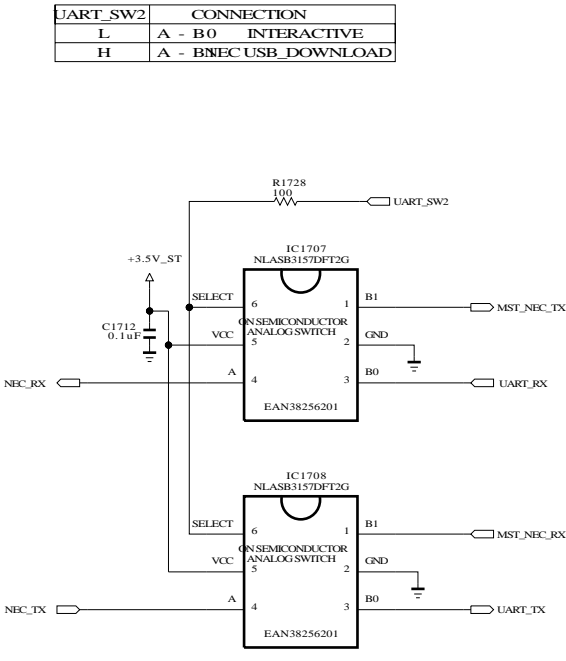 UART_SW2 CONNECTION
L A - B0 INTERACTIVE
H A - B1 NEC USB_DOWNLOAD
R1728
100
UART_SW2
IC1707
NLASB3157DFT2G
+3.5V_ST
SELECT 6 1 B1 MST_NEC_TX
C1712
0.1uF
ON SEMICONDUCTOR
ANALOG SWITCH
VCC 5 2 GND
NEC_RX A 4 3 B0 UART_RX
EAN38256201
IC1708
NLASB3157DFT2G
SELECT 6 1 B1 MST_NEC_RX
ON SEMICONDUCTOR
ANALOG SWITCH
VCC 5 2 GND
NEC_TX A 4 3 B0 UART_TX
EAN38256201